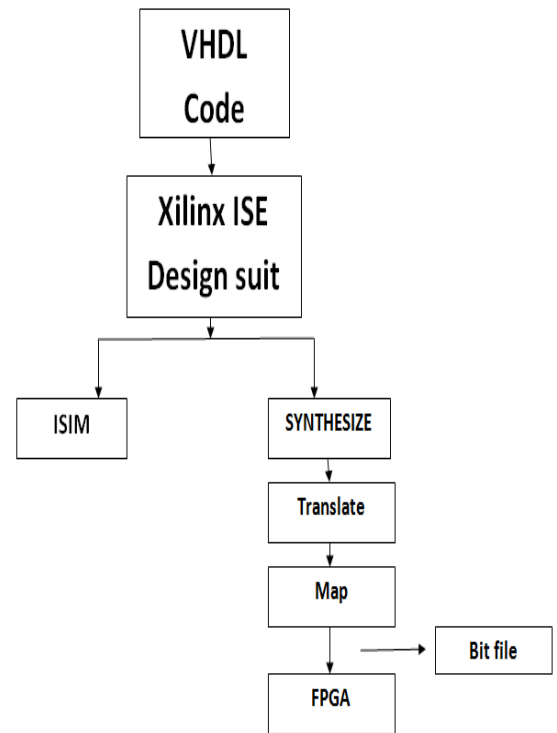 VHDL
Code
Xilinx ISE
Design suit
ISIM
SYNTHESIZE
Translate
Map
Bit file
FPGA